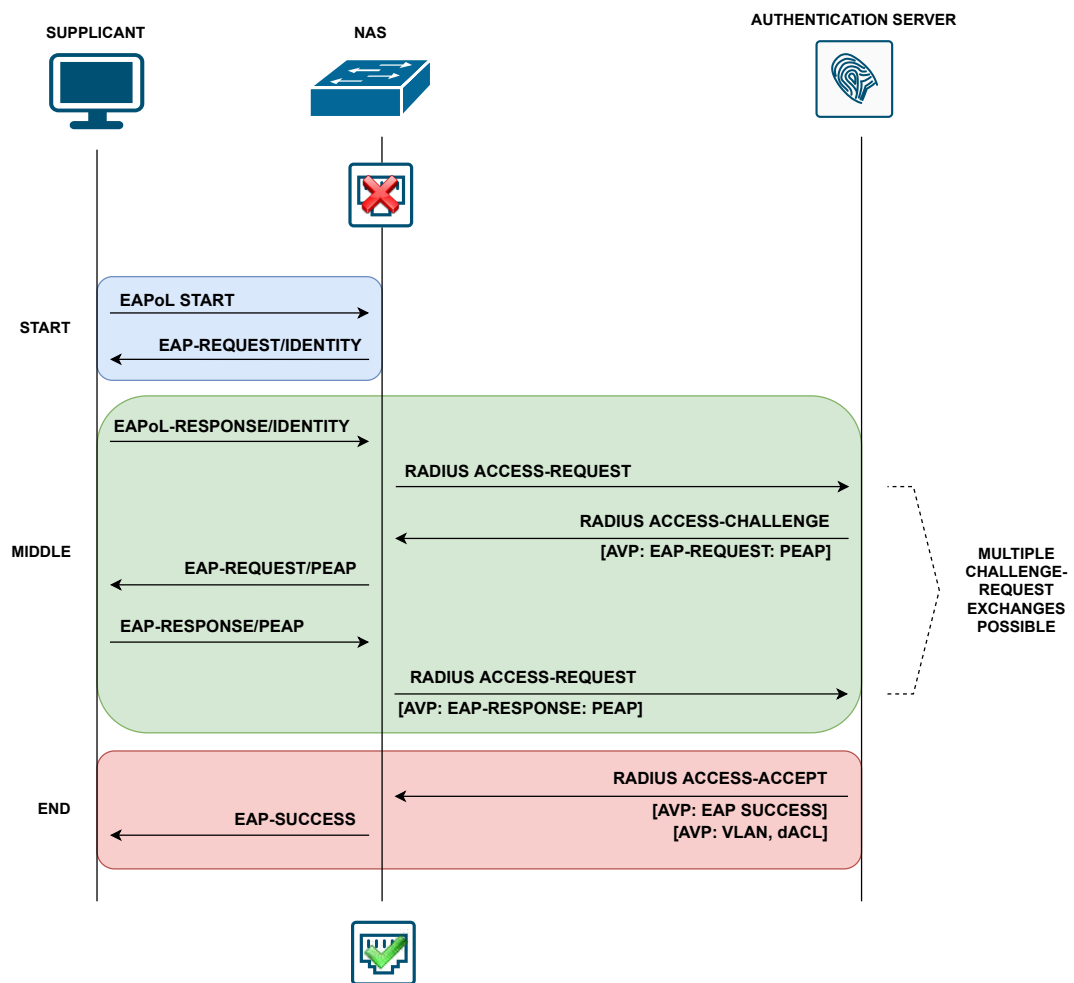 AUTHENTICATION SERVER
SUPPLICANT
NAS
EAPoL START
START
EAP-REQUEST/IDENTITY
EAPoL-RESPONSE/IDENTITY
RADIUS ACCESS-REQUEST
RADIUS ACCESS-CHALLENGE
[AVP: EAP-REQUEST: PEAP]
MIDDLE
EAP-REQUEST/PEAP
MULTIPLE
CHALLENGE-
REQUEST
EXCHANGES
POSSIBLE
EAP-RESPONSE/PEAP
RADIUS ACCESS-REQUEST
[AVP: EAP-RESPONSE: PEAP]
RADIUS ACCESS-ACCEPT
END
[AVP: EAP SUCCESS]
EAP-SUCCESS
[AVP: VLAN, dACL]